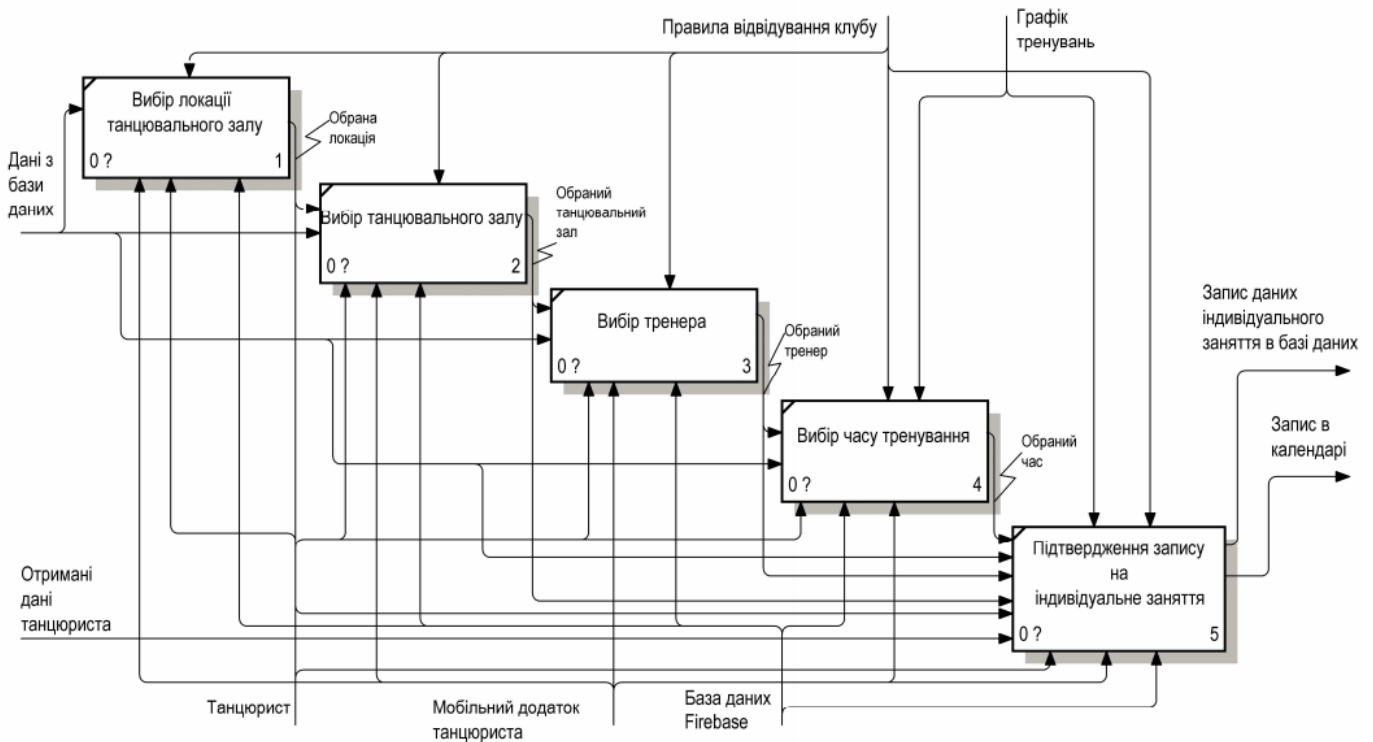 Правила відвідування клубу
Графік
тренувань
Вибір локації
танцювального залу
0 ?
1
Обрана
локація
Дані з
бази
даних
Вибір танцювального залу
0 ?
2
Обраний
танцювальний
зал
Вибір тренера
0 ?
3
Обраний
тренер
Запис даних
індивідуального
заняття в базі даних
Вибір часу тренування
0 ?
4
Обраний
час
Запис в
календарі
Підтвердження запису
на
індивідуальне заняття
0 ?
5
Отримані
дані
танцюриста
Танцюрист
Мобільний додаток
танцюриста
База даних
Firebase